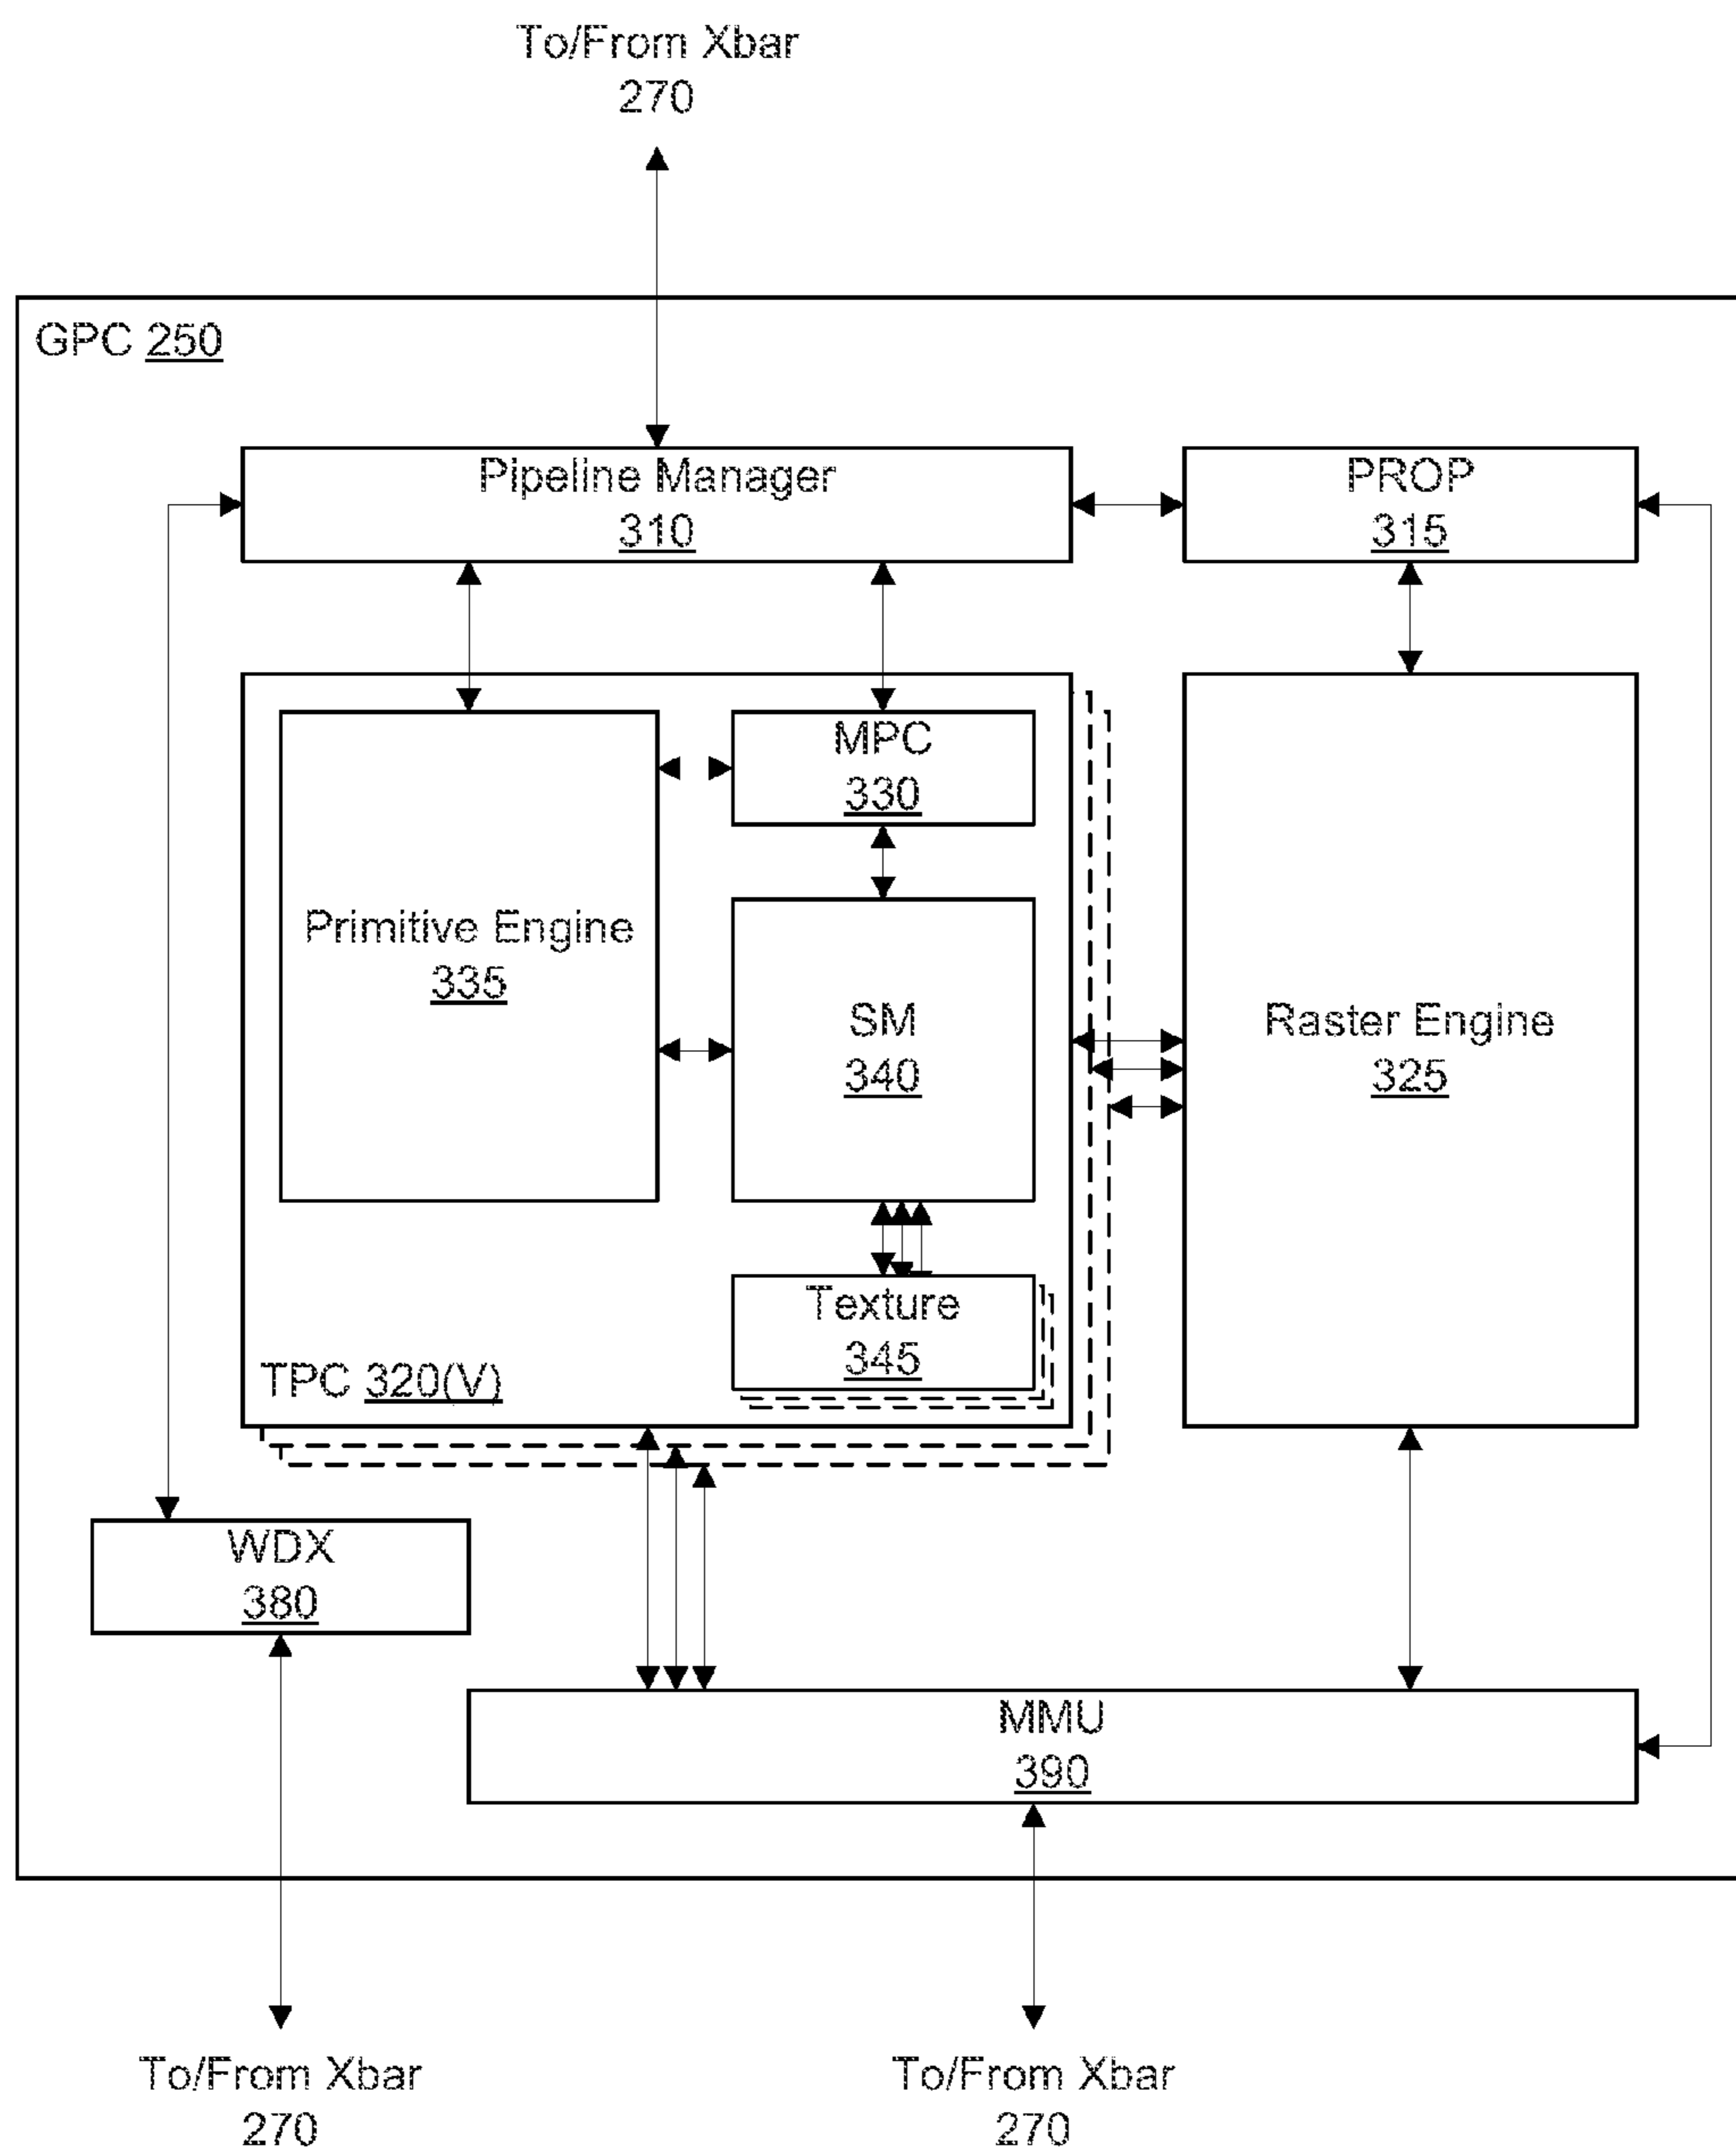 To/From Xbar
270
GPC 250
Pipeline Manager
310
PROP
315
MPC
330
Primitive Engine
335
SM
340
Raster Engine
325
Texture
345
TPC 320(V)
WDX
380
MMU
390
To/From Xbar
270
To/From Xbar
270